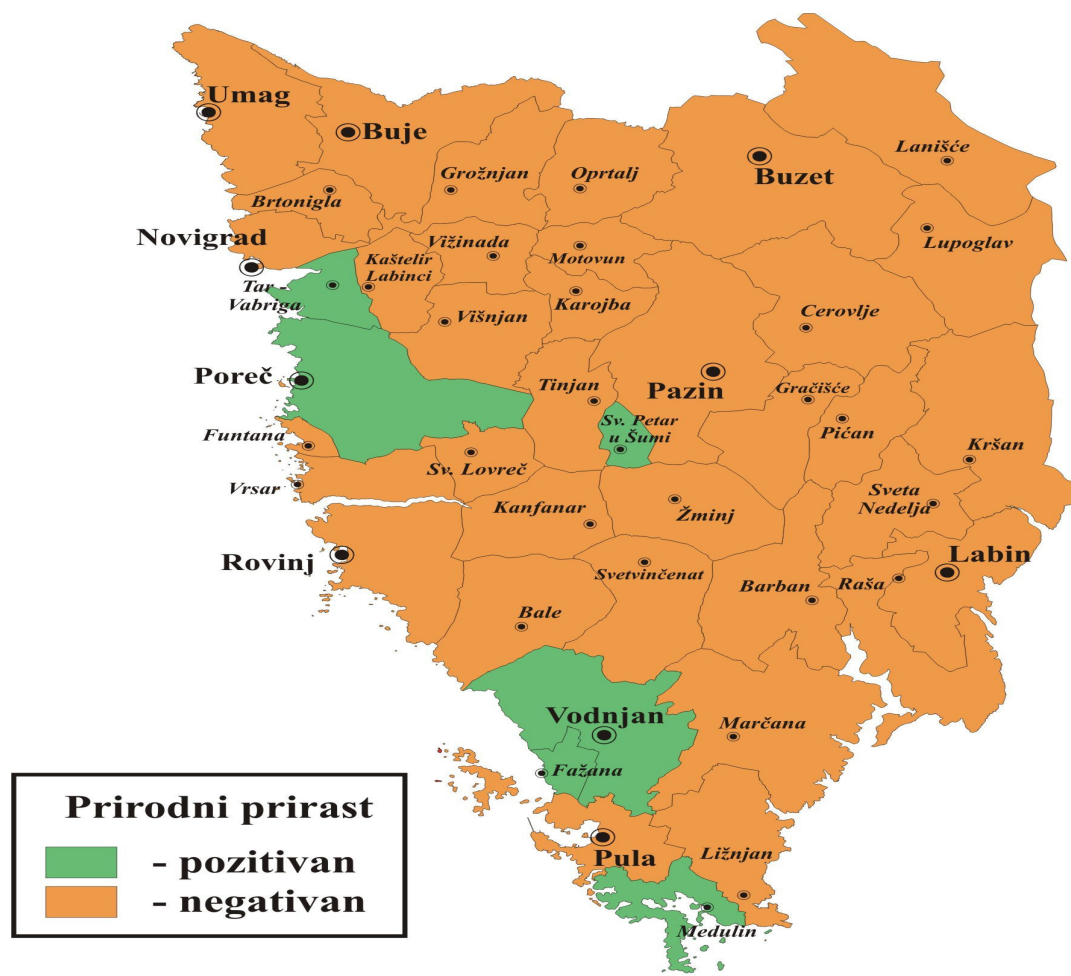 Umag
Buje
Buzet
Lanišće
Grožnjan
Oprtalj
Brtonigla
Lupoglav
Novigrad
Vižinada
Motovun
Kaštelir
Labinci
Tar -
Vabriga
Karojba
Višnjan
Cerovlje
Poreč
Tinjan
Pazin
Gračišće
Sv. Petar
u Šumi
Pićan
Funtana
Sv. Lovreč
Kršan
Vrsar
Sveta
Nedelja
Kanfanar
Žminj
Rovinj
Labin
Svetvinčenat
Barban
Raša
Bale
Vodnjan
Marčana
Fažana
Pula
Ližnjan
Medulin
Prirodni prirast
- pozitivan
- negativan